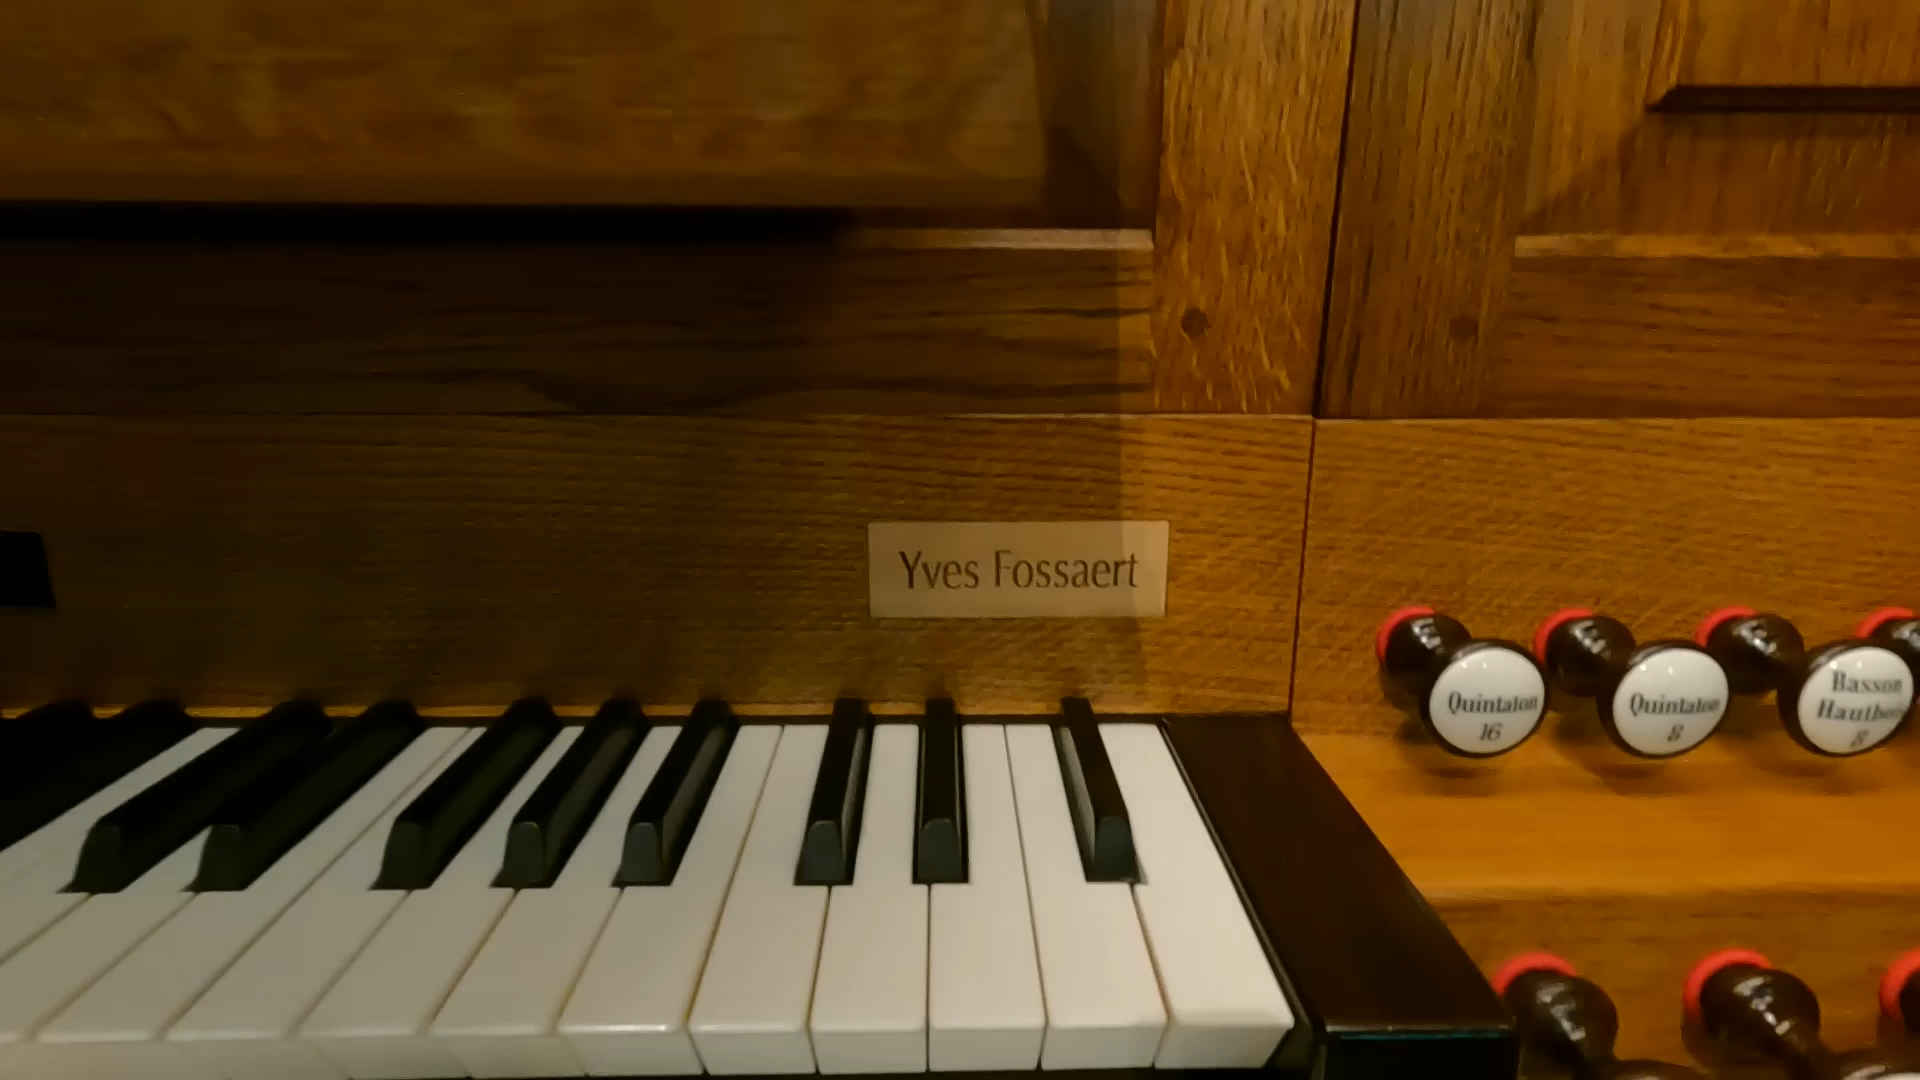 Yves Fossaert
Quintaton
16
Quintaton
8
Basson
Hautbois
8